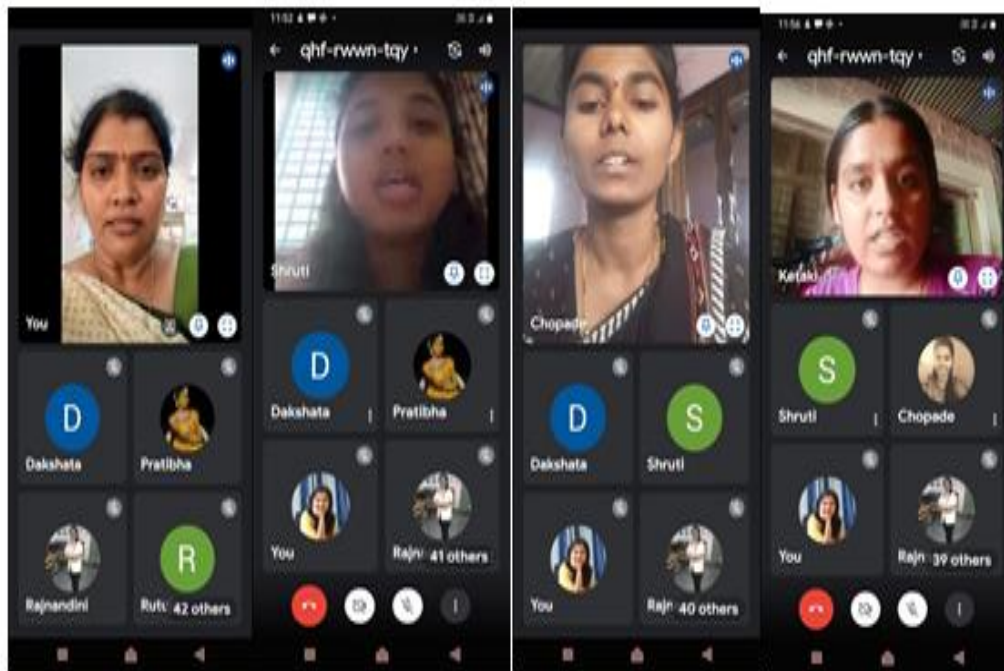 You
D
Dakshata
Pratibha
Rajnandini
R
Rutu 42 others
11:52
qhf-rwwn-tqy
Shruti
D
Dakshata
Pratibha
You
Rajn 41 others
Chopade
D
Dakshata
S
Shruti
You
Rajn 40 others
11:56
qhf-rwwn-tqy
Ketaki
S
Shruti
Chopade
You
Rajn 39 others